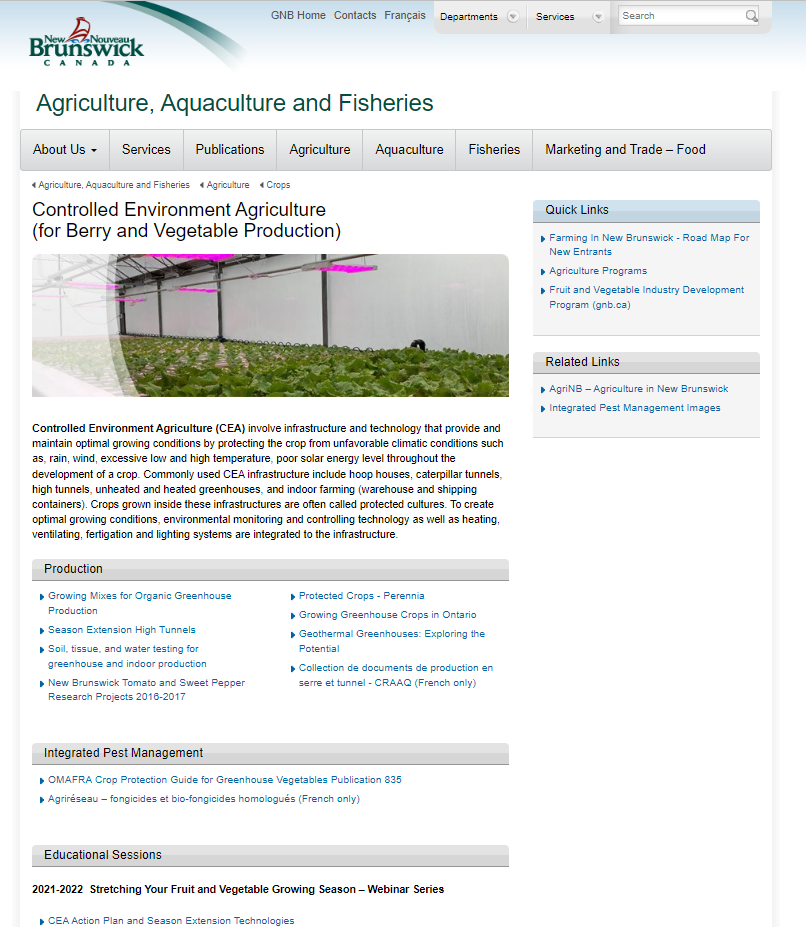 GNB Home Contacts Français Departments Services Search
New Nouveau
Brunswick
CANADA
Agriculture, Aquaculture and Fisheries
About Us Services Publications Agriculture Aquaculture Fisheries Marketing and Trade – Food
Agriculture, Aquaculture and Fisheries Agriculture Crops
Controlled Environment Agriculture
(for Berry and Vegetable Production)
Controlled Environment Agriculture (CEA) involve infrastructure and technology that provide and
maintain optimal growing conditions by protecting the crop from unfavorable climatic conditions such
as, rain, wind, excessive low and high temperature, poor solar energy level throughout the
development of a crop. Commonly used CEA infrastructure include hoop houses, caterpillar tunnels,
high tunnels, unheated and heated greenhouses, and indoor farming (warehouse and shipping
containers). Crops grown inside these infrastructures are often called protected cultures. To create
optimal growing conditions, environmental monitoring and controlling technology as well as heating,
ventilating, fertigation and lighting systems are integrated to the infrastructure.
Production
Growing Mixes for Organic Greenhouse
Production
Season Extension High Tunnels
Soil, tissue, and water testing for
greenhouse and indoor production
New Brunswick Tomato and Sweet Pepper
Research Projects 2016-2017
Protected Crops - Perennia
Growing Greenhouse Crops in Ontario
Geothermal Greenhouses: Exploring the
Potential
Collection de documents de production en
serre et tunnel - CRAAQ (French only)
Integrated Pest Management
OMAFRA Crop Protection Guide for Greenhouse Vegetables Publication 835
Agriréseau – fongicides et bio-fongicides homologués (French only)
Educational Sessions
2021-2022 Stretching Your Fruit and Vegetable Growing Season – Webinar Series
CEA Action Plan and Season Extension Technologies
Quick Links
Farming In New Brunswick - Road Map For
New Entrants
Agriculture Programs
Fruit and Vegetable Industry Development
Program (gnb.ca)
Related Links
AgriNB – Agriculture in New Brunswick
Integrated Pest Management Images